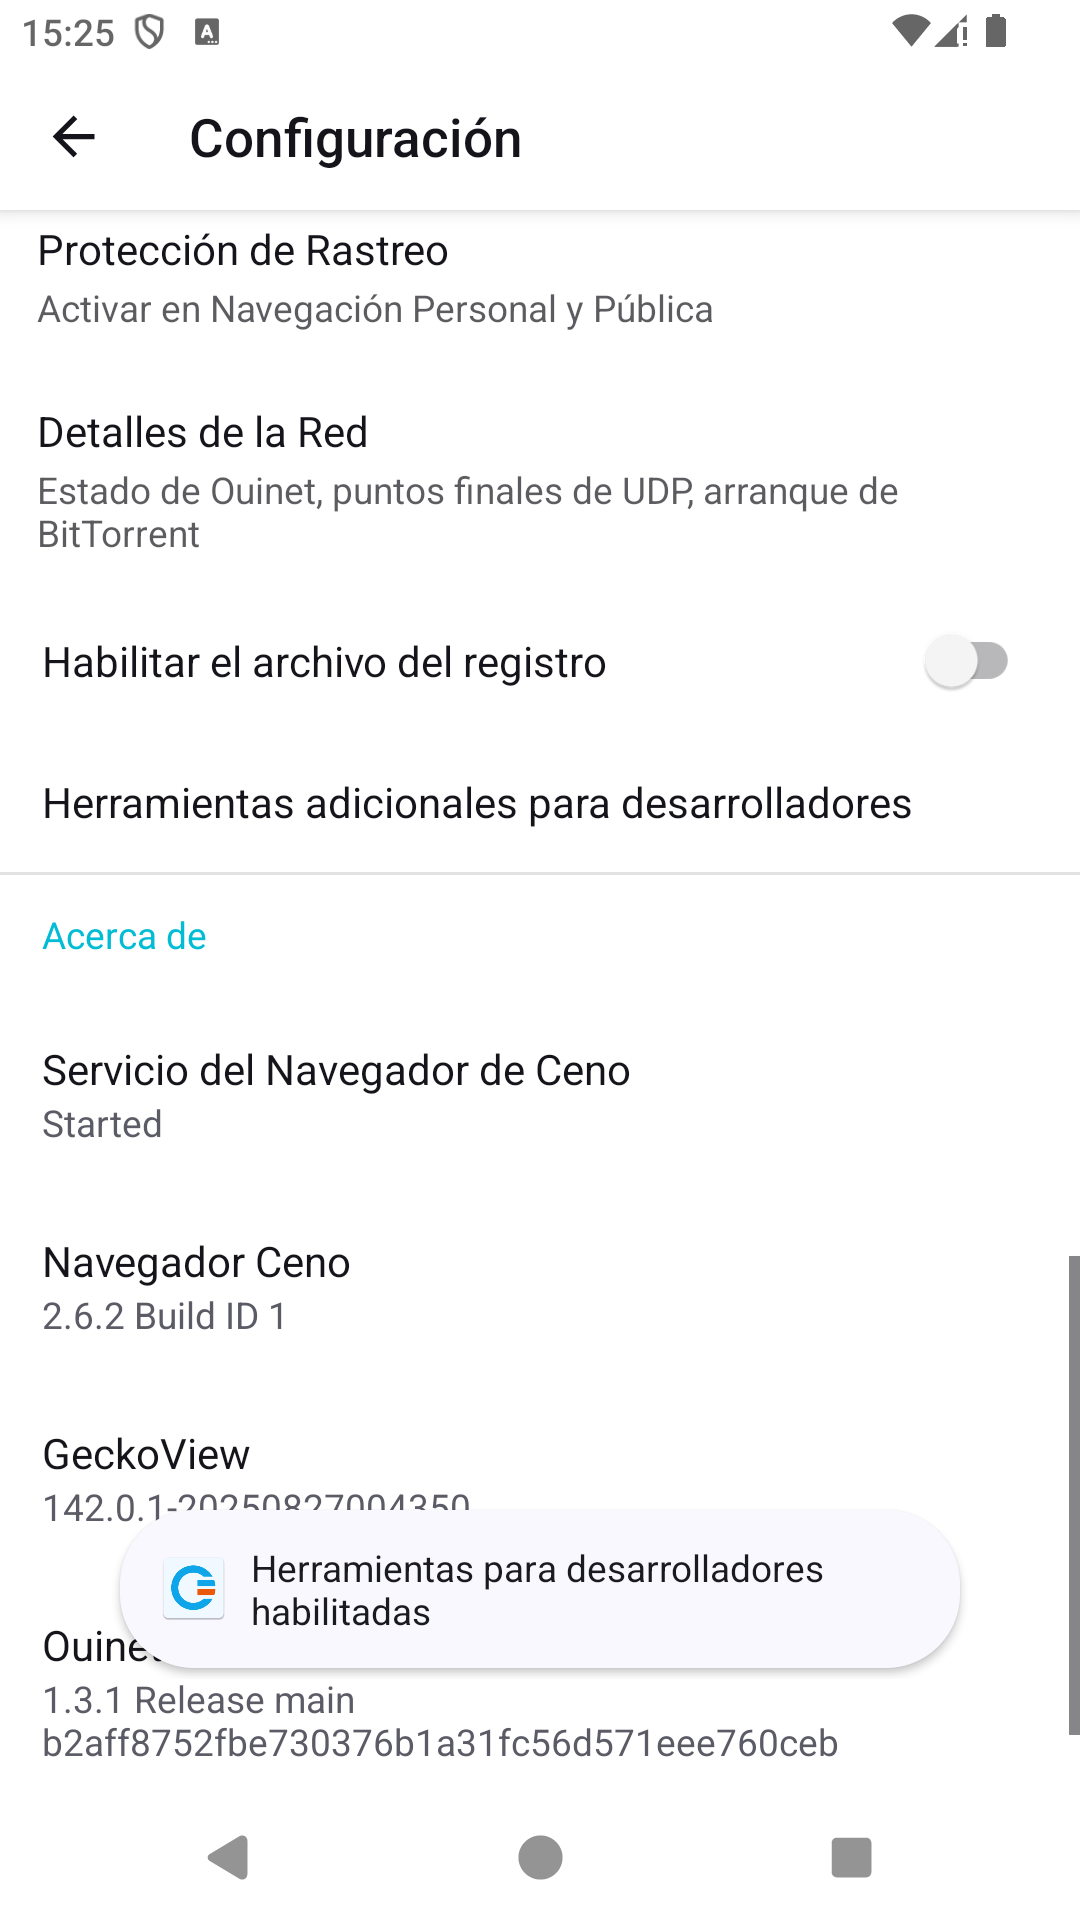 15:25
Configuración
Protección de Rastreo
Activar en Navegación Personal y Pública
Detalles de la Red
Estado de Ouinet, puntos finales de UDP, arranque de
BitTorrent
Habilitar el archivo del registro
Herramientas adicionales para desarrolladores
Acerca de
Servicio del Navegador de Ceno
Started
Navegador Ceno
2.6.2 Build ID 1
GeckoView
142.0.1-20250827004350
Herramientas para desarrolladores
habilitadas
Ouinet
1.3.1 Release main
b2aff8752fbe730376b1a31fc56d571eee760ceb